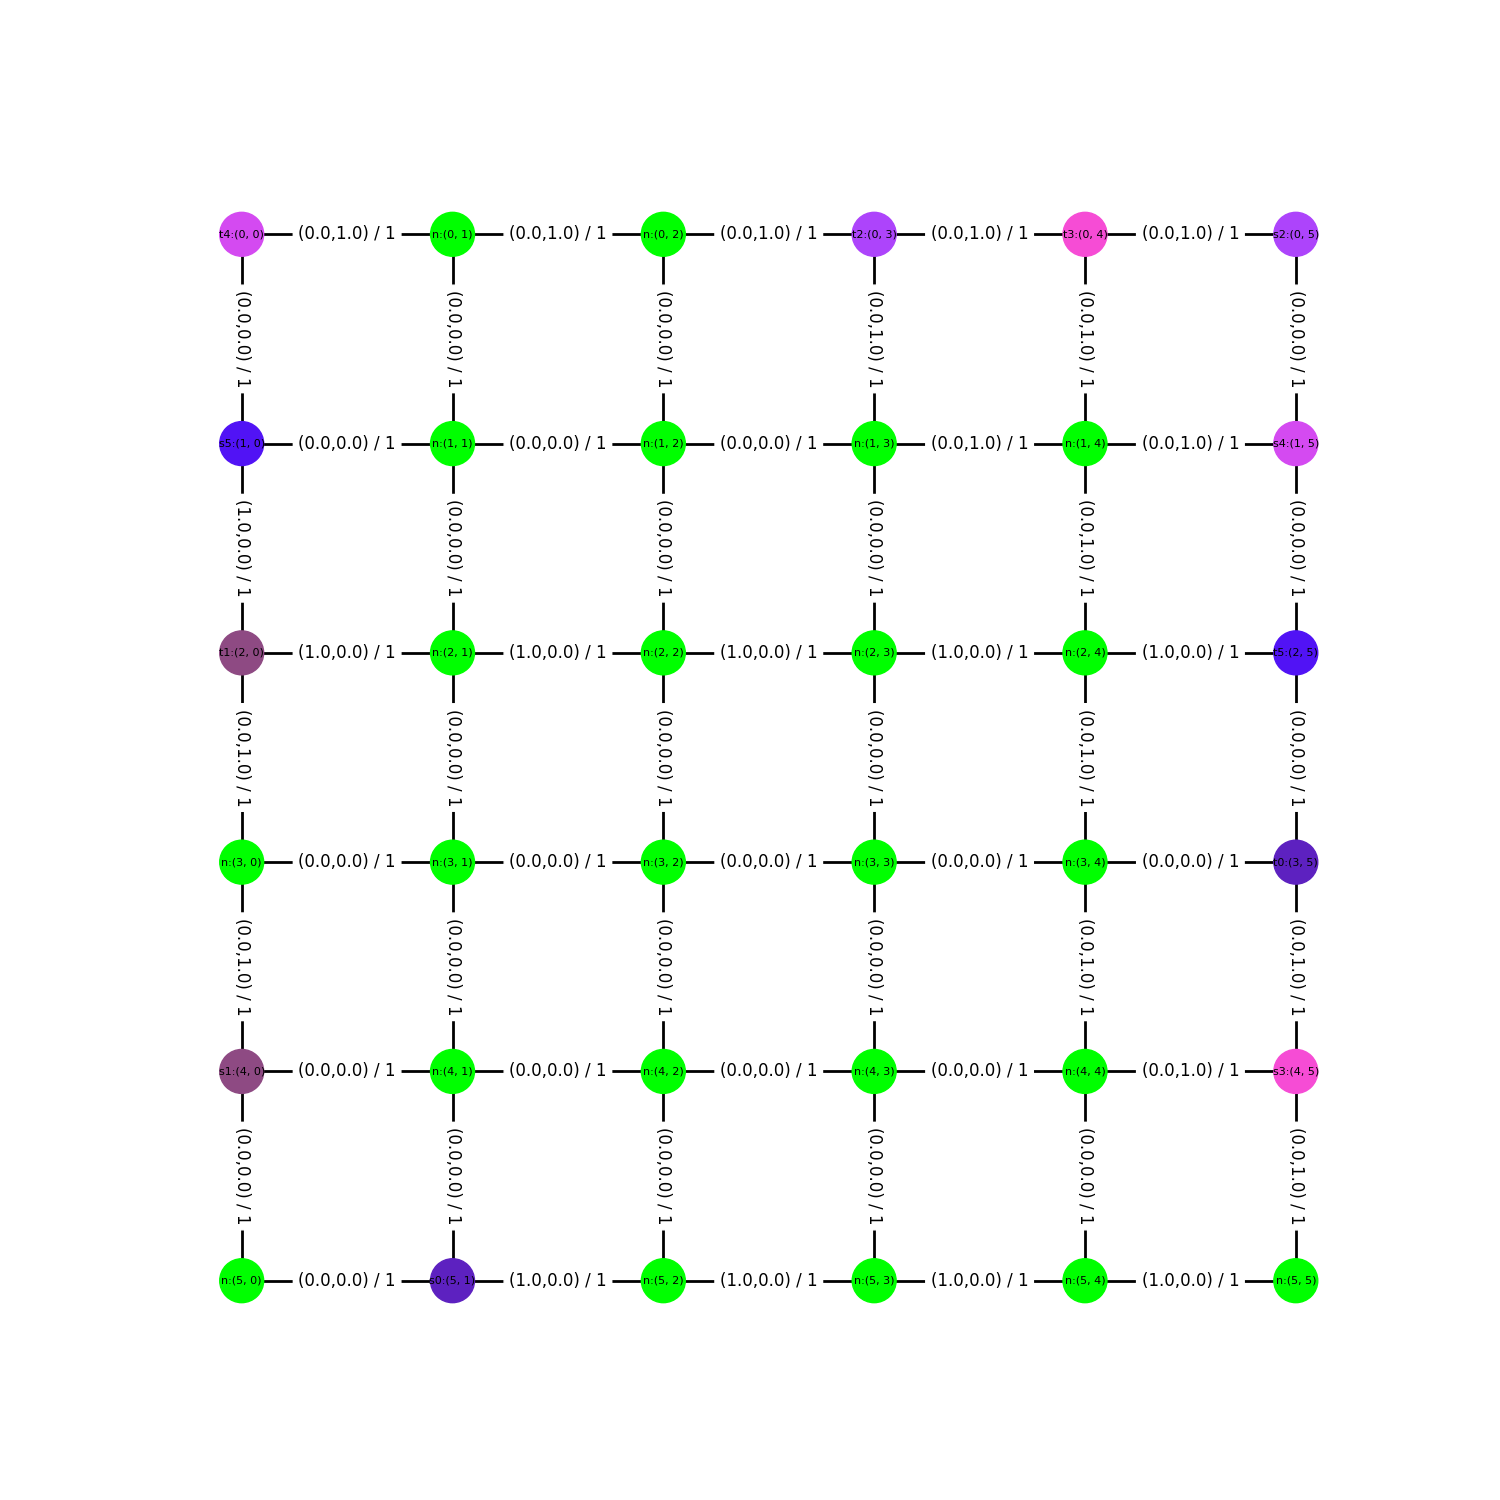 t4:(0, 0) (0.0,1.0) / 1 n:(0, 1) (0.0,1.0) / 1 n:(0, 2) (0.0,1.0) / 1 t2:(0, 3) (0.0,1.0) / 1 t3:(0, 4) (0.0,1.0) / 1 s2:(0, 5)
(0.0,0.0) / 1 (0.0,0.0) / 1 (0.0,0.0) / 1 (0.0,1.0) / 1 (0.0,1.0) / 1 (0.0,0.0) / 1
s5:(1, 0) (0.0,0.0) / 1 n:(1, 1) (0.0,0.0) / 1 n:(1, 2) (0.0,0.0) / 1 n:(1, 3) (0.0,1.0) / 1 n:(1, 4) (0.0,1.0) / 1 s4:(1, 5)
(1.0,0.0) / 1 (0.0,0.0) / 1 (0.0,0.0) / 1 (0.0,0.0) / 1 (0.0,1.0) / 1 (0.0,0.0) / 1
t1:(2, 0) (1.0,0.0) / 1 n:(2, 1) (1.0,0.0) / 1 n:(2, 2) (1.0,0.0) / 1 n:(2, 3) (1.0,0.0) / 1 n:(2, 4) (1.0,0.0) / 1 t5:(2, 5)
(0.0,1.0) / 1 (0.0,0.0) / 1 (0.0,0.0) / 1 (0.0,0.0) / 1 (0.0,1.0) / 1 (0.0,0.0) / 1
n:(3, 0) (0.0,0.0) / 1 n:(3, 1) (0.0,0.0) / 1 n:(3, 2) (0.0,0.0) / 1 n:(3, 3) (0.0,0.0) / 1 n:(3, 4) (0.0,0.0) / 1 t0:(3, 5)
(0.0,1.0) / 1 (0.0,0.0) / 1 (0.0,0.0) / 1 (0.0,0.0) / 1 (0.0,1.0) / 1 (0.0,1.0) / 1
s1:(4, 0) (0.0,0.0) / 1 n:(4, 1) (0.0,0.0) / 1 n:(4, 2) (0.0,0.0) / 1 n:(4, 3) (0.0,0.0) / 1 n:(4, 4) (0.0,1.0) / 1 s3:(4, 5)
(0.0,0.0) / 1 (0.0,0.0) / 1 (0.0,0.0) / 1 (0.0,0.0) / 1 (0.0,0.0) / 1 (0.0,1.0) / 1
n:(5, 0) (0.0,0.0) / 1 s0:(5, 1) (1.0,0.0) / 1 n:(5, 2) (1.0,0.0) / 1 n:(5, 3) (1.0,0.0) / 1 n:(5, 4) (1.0,0.0) / 1 n:(5, 5)